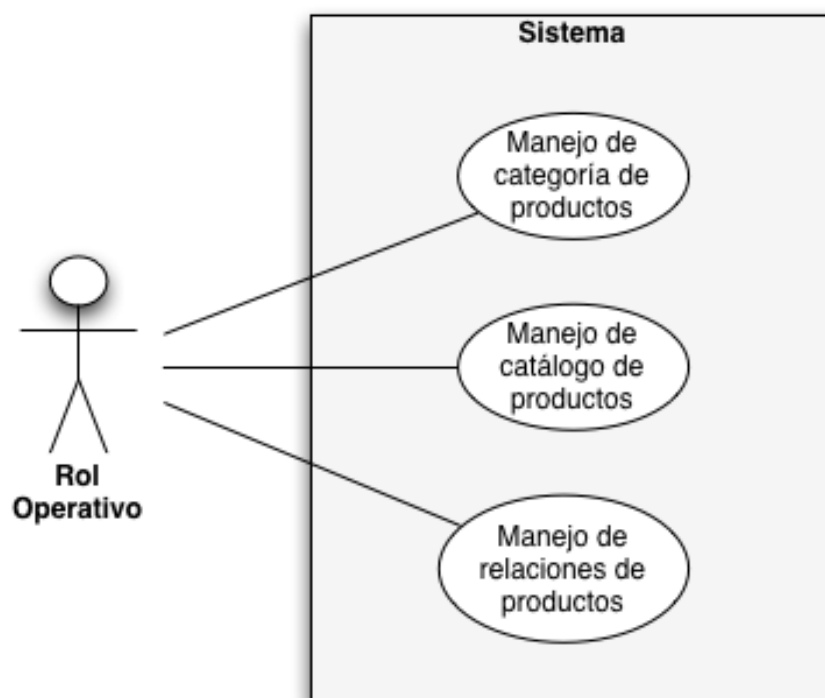 Sistema
Manejo de
categoría de
productos
Manejo de
catálogo de
productos
Rol
Operativo
Manejo de
relaciones de
productos